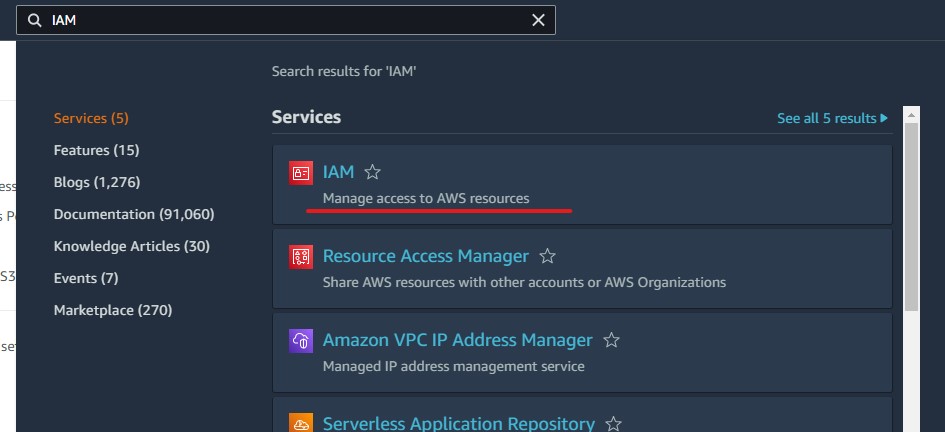 IAM
Search results for 'IAM'
Services (5)
Features (15)
Blogs (1,276)
Documentation (91,060)
Knowledge Articles (30)
Events (7)
Marketplace (270)
Services
See all 5 results
IAM
Manage access to AWS resources
Resource Access Manager
Share AWS resources with other accounts or AWS Organizations
Amazon VPC IP Address Manager
Managed IP address management service
Serverless Application Repository
ess
s P
S3
set